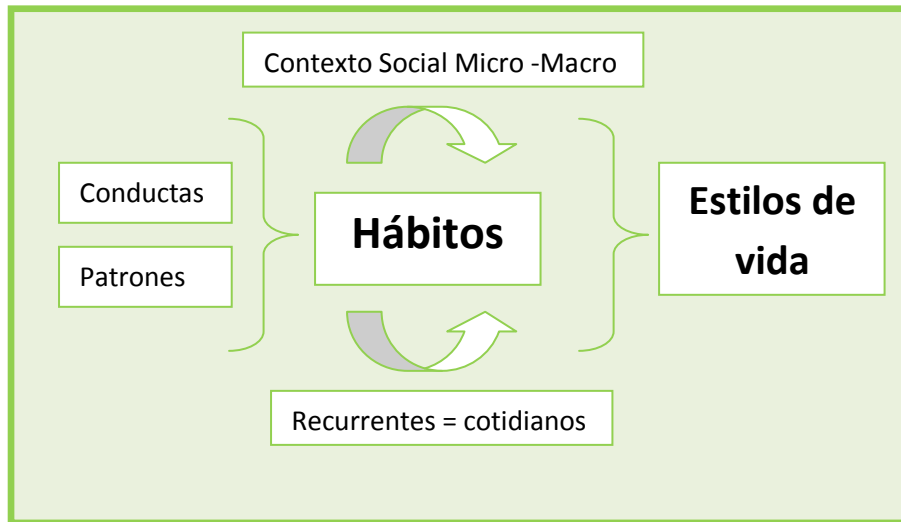 Contexto Social Micro -Macro
Conductas
Patrones
Hábitos
Estilos de
vida
Recurrentes = cotidianos